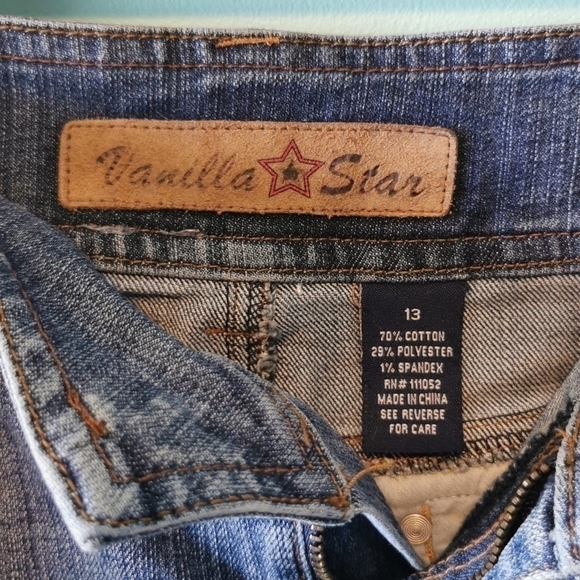 Vanilla Star
13
70% COTTON
29% POLYESTER
1% SPANDEX
RN# 111052
MADE IN CHINA
SEE REVERSE
FOR CARE